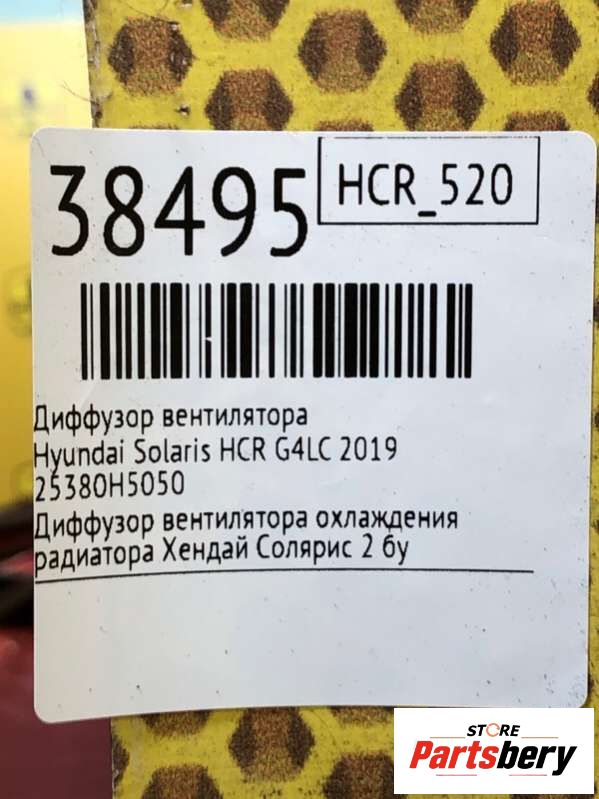 38495
HCR_520
Диффузор вентилятора
Hyundai Solaris HCR G4LC 2019
25380H5050
Диффузор вентилятора охлаждения
радиатора Хендай Солярис 2 бу
STORE
Partsbery